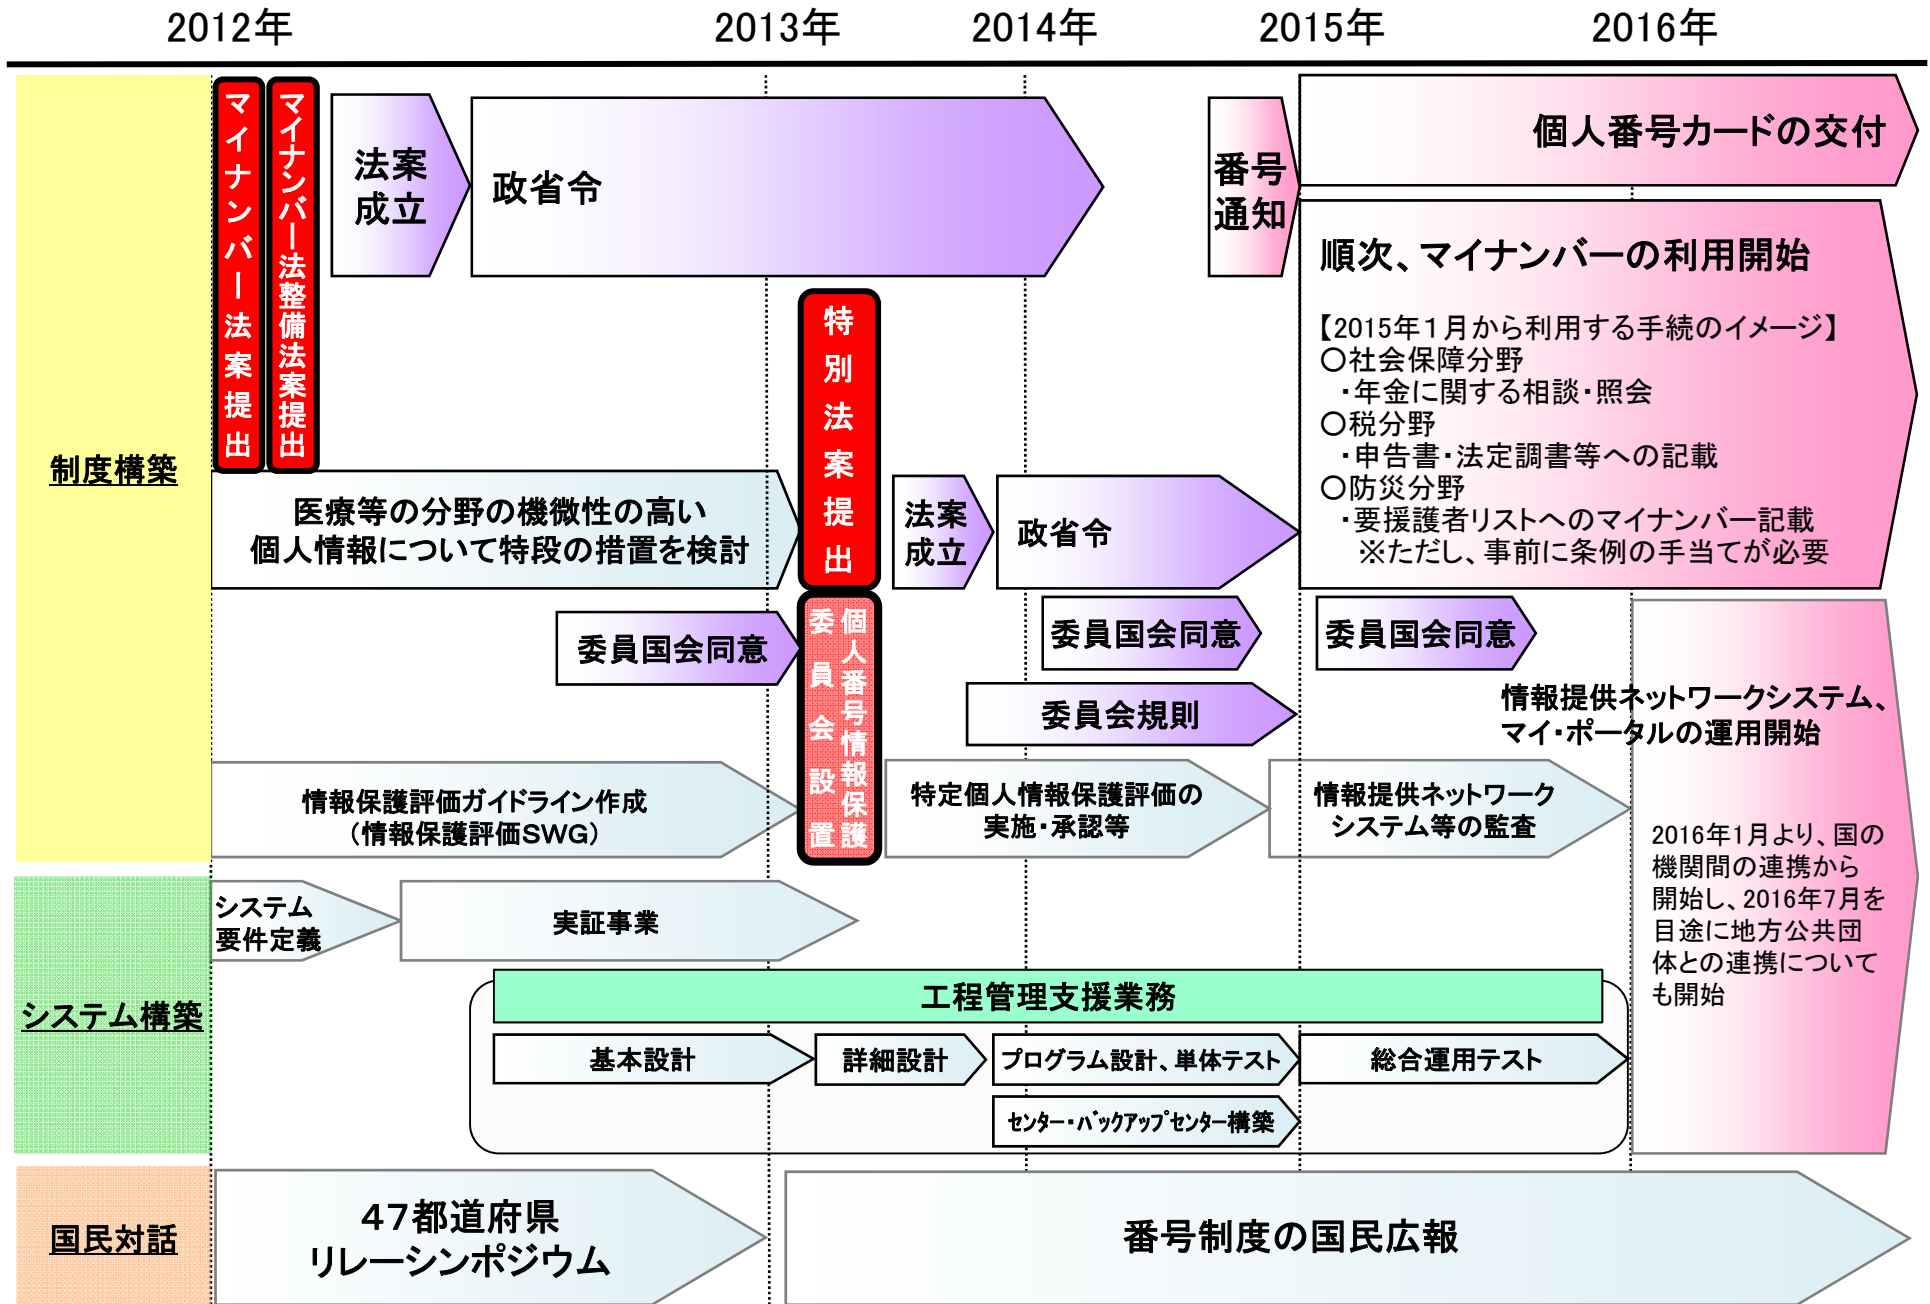 2012年
2013年
2014年
2015年
2016年
制度構築
マイナンバー法案提出
マイナンバー法整備法案提出
法案
成立
政省令
番号
通知
個人番号カードの交付
順次、マイナンバーの利用開始
【2015年１月から利用する手続のイメージ】
○社会保障分野
・年金に関する相談・照会
○税分野
・申告書・法定調書等への記載
○防災分野
・要援護者リストへのマイナンバー記載
※ただし、事前に条例の手当てが必要
医療等の分野の機微性の高い
個人情報について特段の措置を検討
特別法案提出
法案
成立
政省令
委員国会同意
個人番号情報保護
委員会設置
委員国会同意
委員国会同意
委員会規則
情報提供ネットワークシステム、
マイ・ポータルの運用開始
情報保護評価ガイドライン作成
（情報保護評価ＳＷＧ）
特定個人情報保護評価の
実施・承認等
情報提供ネットワーク
システム等の監査
2016年1月より、国の
機関間の連携から
開始し、2016年7月を
目途に地方公共団
体との連携について
も開始
システム構築
システム
要件定義
実証事業
工程管理支援業務
基本設計
詳細設計
プログラム設計、単体テスト
総合運用テスト
センター・バックアップセンター構築
国民対話
４７都道府県
リレーシンポジウム
番号制度の国民広報